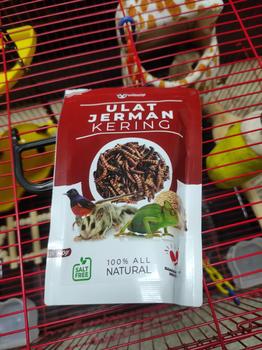 ULAT
JERMAN
KERING
SALT
FREE
100% ALL
NATURAL